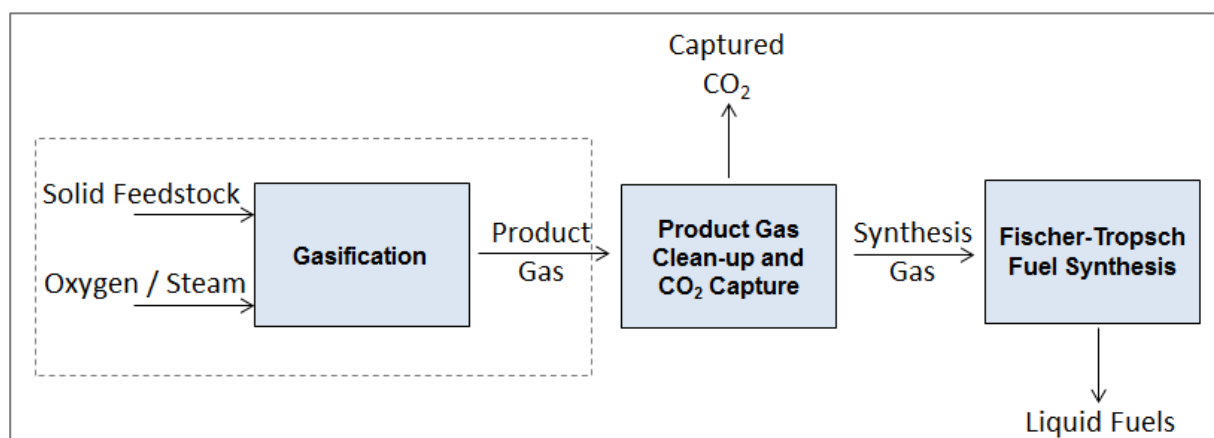 Captured
CO₂
Solid Feedstock
Oxygen / Steam
Gasification
Product
Gas
Product Gas
Clean-up and
CO₂ Capture
Synthesis
Gas
Fischer-Tropsch
Fuel Synthesis
Liquid Fuels